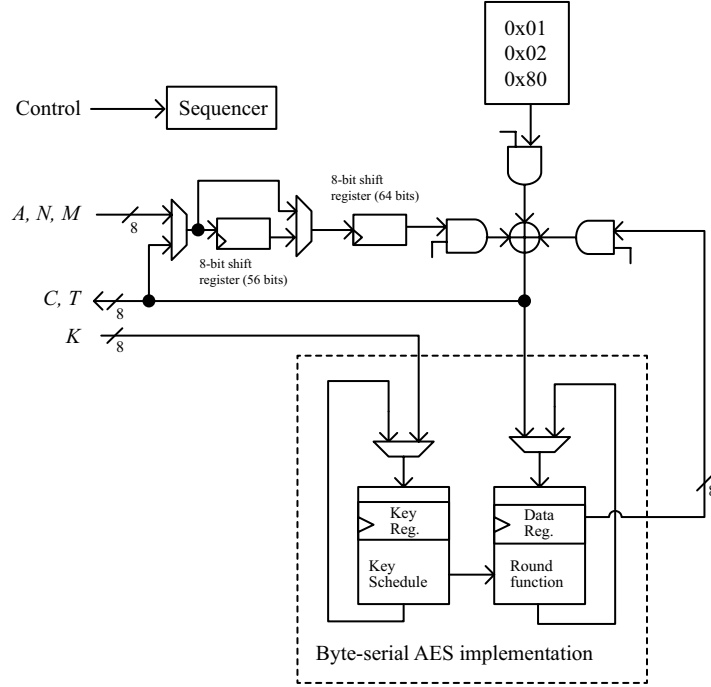 0x01
0x02
0x80
Control
Sequencer
8-bit shift
register (64 bits)
A, N, M
8
8-bit shift
register (56 bits)
C, T
8
K
8
8
Key
Reg.
Data
Reg.
Key
Schedule
Round
function
Byte-serial AES implementation